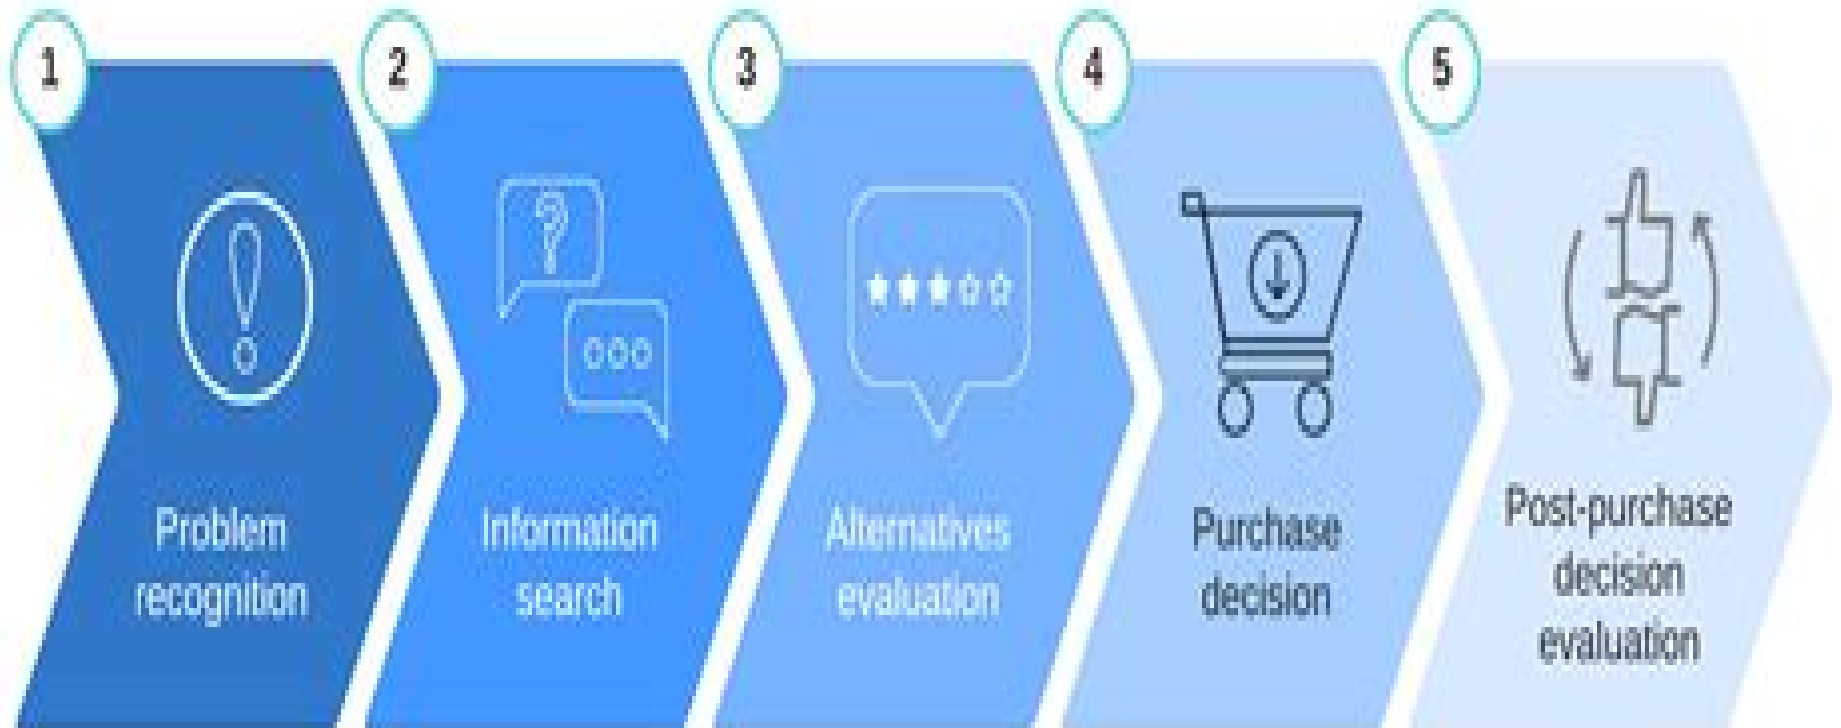 1
Problem
recognition
2
Information
search
3
Alternatives
evaluation
4
Purchase
decision
5
Post-purchase
decision
evaluation